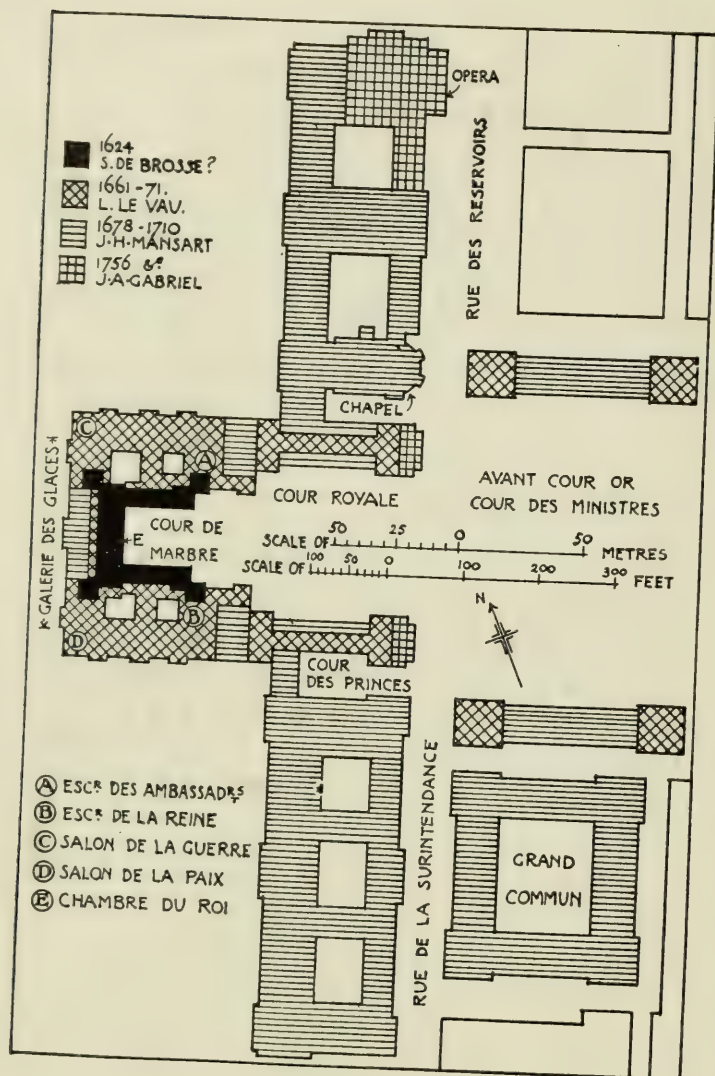 OPERA
1624
S. DE BROSSE?
1661-71.
L. LE VAU.
1678-1710
J-H-MANSART
1756 &c
J-A-GABRIEL
RUE DES RESERVOIRS
CHAPEL
GALERIE DES GLACES
C
A
COUR ROYALE
AVANT COUR OR
COUR DES MINISTRES
COUR DE
MARBRE
E
50 25 0 50
SCALE OF METRES
100 50 0 100 200 300
SCALE OF FEET
N
B
D
COUR
DES PRINCES
RUE DE LA SURINTENDANCE
A ESCR. DES AMBASSADRS
B ESCR. DE LA REINE
C SALON DE LA GUERRE
D SALON DE LA PAIX
E CHAMBRE DU ROI
GRAND
COMMUN